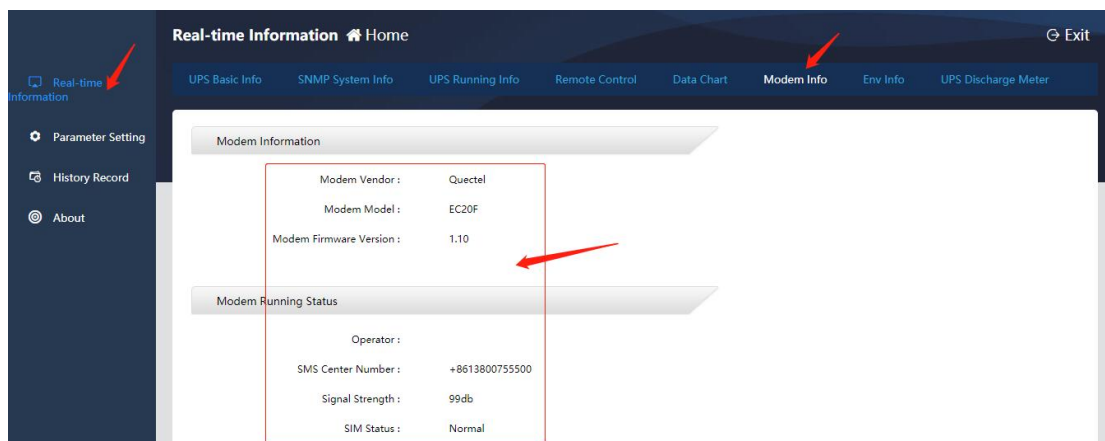 Real-time Information Home
Exit
Real-time
Information
Parameter Setting
History Record
About
UPS Basic Info SNMP System Info UPS Running Info Remote Control Data Chart Modem Info Env Info UPS Discharge Meter
Modem Information
Modem Vendor : Quectel
Modem Model : EC20F
Modem Firmware Version : 1.10
Modem Running Status
Operator :
SMS Center Number : +8613800755500
Signal Strength : 99db
SIM Status : Normal